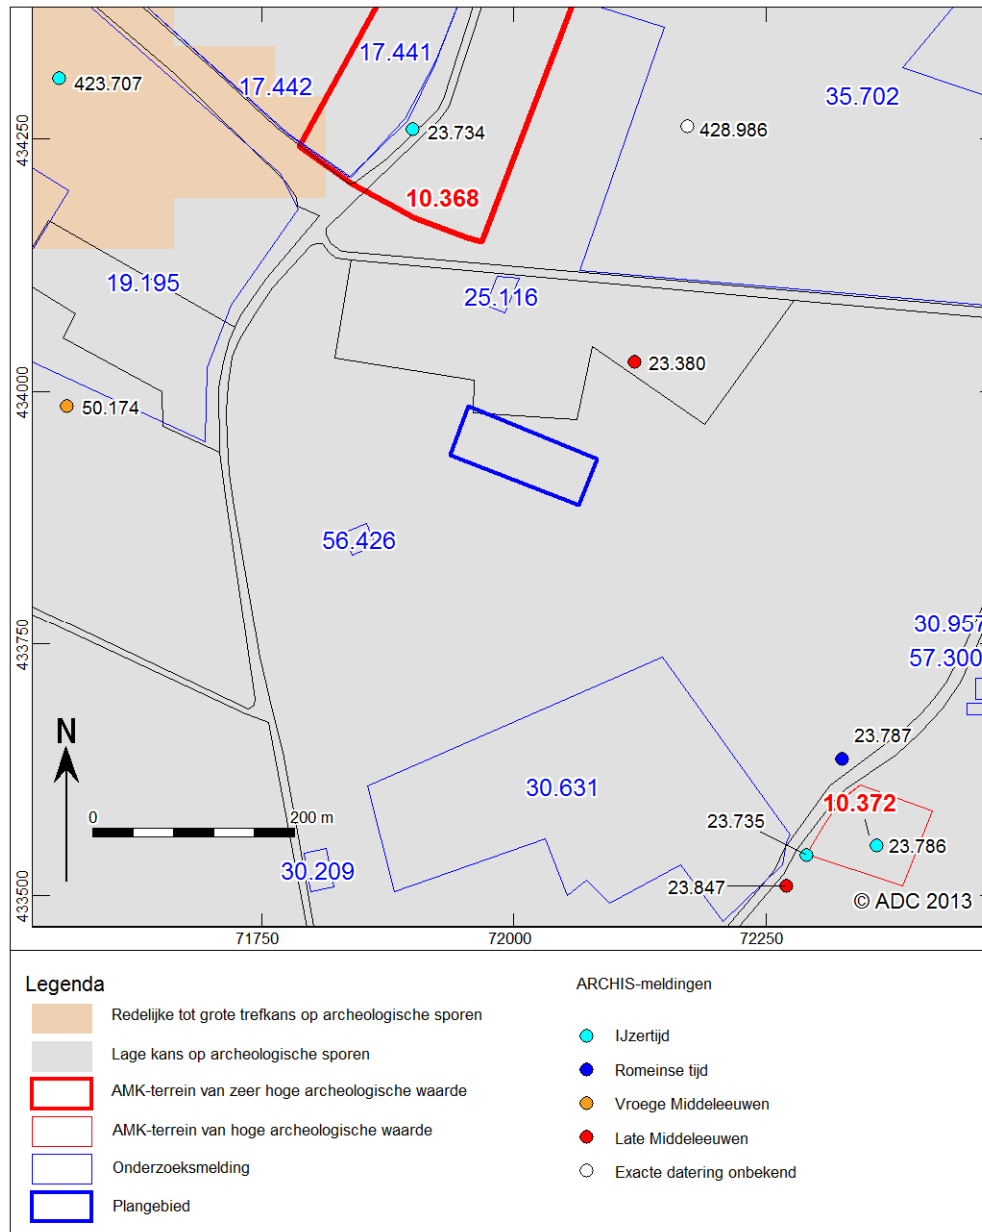 17.441
17.442
35.702
423.707
23.734
428.986
434250
10.368
19.195
25.116
23.380
434000
50.174
56.426
30.957
57.300
433750
N
23.787
30.631
10.372
0 200 m
23.735
23.786
30.209
23.847
© ADC 2013
433500
71750
72000
72250
Legenda
Redelijke tot grote trefkans op archeologische sporen
Lage kans op archeologische sporen
AMK-terrein van zeer hoge archeologische waarde
AMK-terrein van hoge archeologische waarde
Onderzoeksmelding
Plangebied
ARCHIS-meldingen
IJzertijd
Romeinse tijd
Vroege Middeleeuwen
Late Middeleeuwen
Exacte datering onbekend